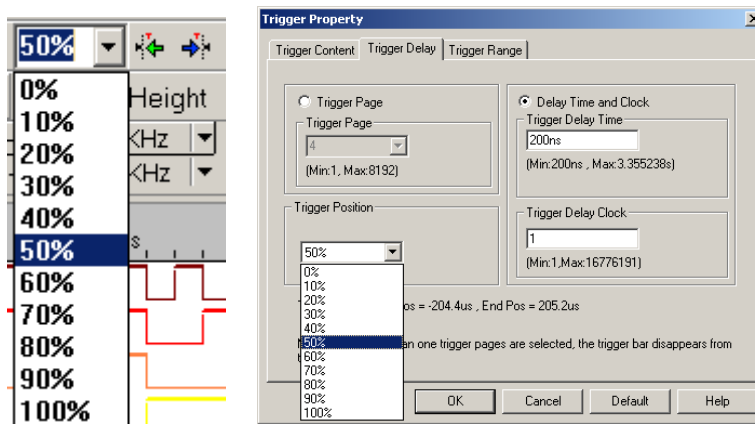 50%
0%
10%
20%
30%
40%
50%
60%
70%
80%
90%
100%
Height
KHz
KHz
s
Trigger Property
Trigger Content
Trigger Delay
Trigger Range
Trigger Page
Trigger Page
4
(Min:1, Max:8192)
Trigger Position
50%
0%
10%
20%
30%
40%
50%
60%
70%
80%
90%
100%
Delay Time and Clock
Trigger Delay Time
200ns
(Min:200ns , Max:3.355238s)
Trigger Delay Clock
1
(Min:1,Max:16776191)
os = -204.4us , End Pos = 205.2us
an one trigger pages are selected, the trigger bar disappears from
OK
Cancel
Default
Help